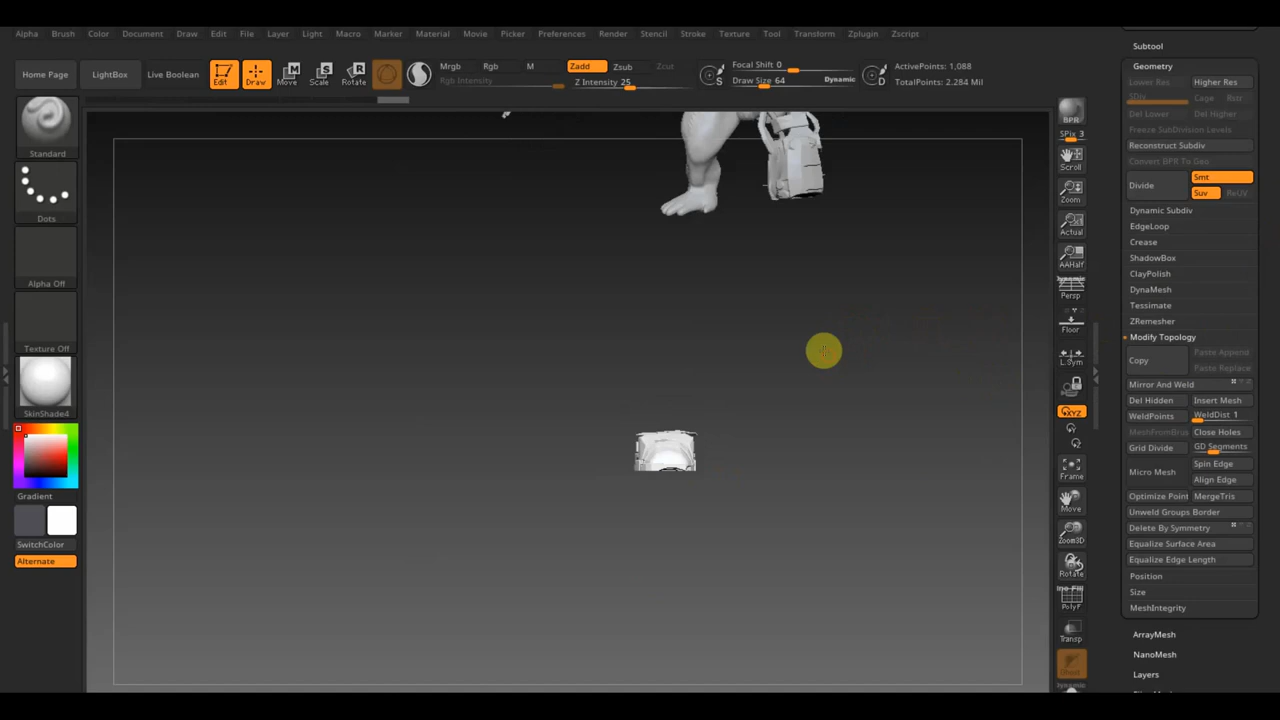 Alpha Brush Color Document Draw Edit File Layer Light Macro Marker Material Movie Picker Preferences Render Stencil Stroke Texture Tool Transform Zplugin Zscript
Home Page LightBox Live Boolean Edit Draw Move Scale Rotate
Mrgb Rgb M Zadd Zsub Zcut
Rgb Intensity Z Intensity 25
S Focal Shift 0
Draw Size 64 Dynamic
D ActivePoints: 1,088
TotalPoints: 2.284 Mil
Standard
Dots
Alpha Off
Texture Off
SkinShade4
Gradient
SwitchColor
Alternate
BPR
SPix 3
Scroll
Zoom
Actual
AAHalf
Dynamic
Persp
Floor
L.Sym
XYZ
Y
Z
Frame
Move
Zoom3D
Rotate
PolyF
Transp
Dynamic
Subtool
Geometry
Lower Res Higher Res
SDiv Cage Rstr
Del Lower Del Higher
Freeze SubDivision Levels
Reconstruct Subdiv
Convert BPR To Geo
Divide Smt
Suv ReUV
Dynamic Subdiv
EdgeLoop
Crease
ShadowBox
ClayPolish
DynaMesh
Tessimate
ZRemesher
Modify Topology
Copy Paste Append
Paste Replace
Mirror And Weld
Del Hidden Insert Mesh
WeldPoints WeldDist 1
MeshFromBrus Close Holes
Grid Divide GD Segments
Micro Mesh Spin Edge
Align Edge
Optimize Point MergeTris
Unweld Groups Border
Delete By Symmetry
Equalize Surface Area
Equalize Edge Length
Position
Size
MeshIntegrity
ArrayMesh
NanoMesh
Layers